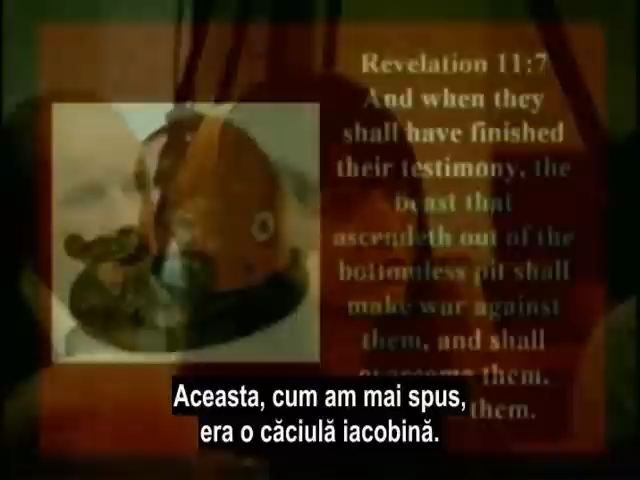 Revelation 11:7
And when they
shall have finished
their testimony, the
beast that
ascendeth out of the
bottomless pit shall
make war against
them, and shall
overcome them,
them.
Aceasta, cum am mai spus,
era o căciulă iacobină.